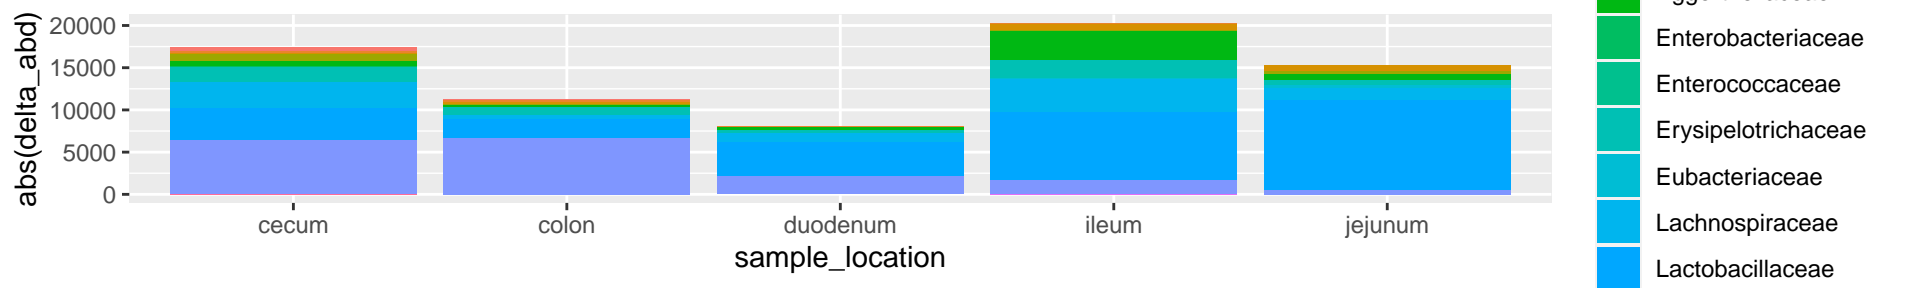 abs(delta_abd)
20000
15000
10000
5000
0
cecum
colon
duodenum
ileum
jejunum
sample_location
Enterobacteriaceae
Enterococcaceae
Erysipelotrichaceae
Eubacteriaceae
Lachnospiraceae
Lactobacillaceae